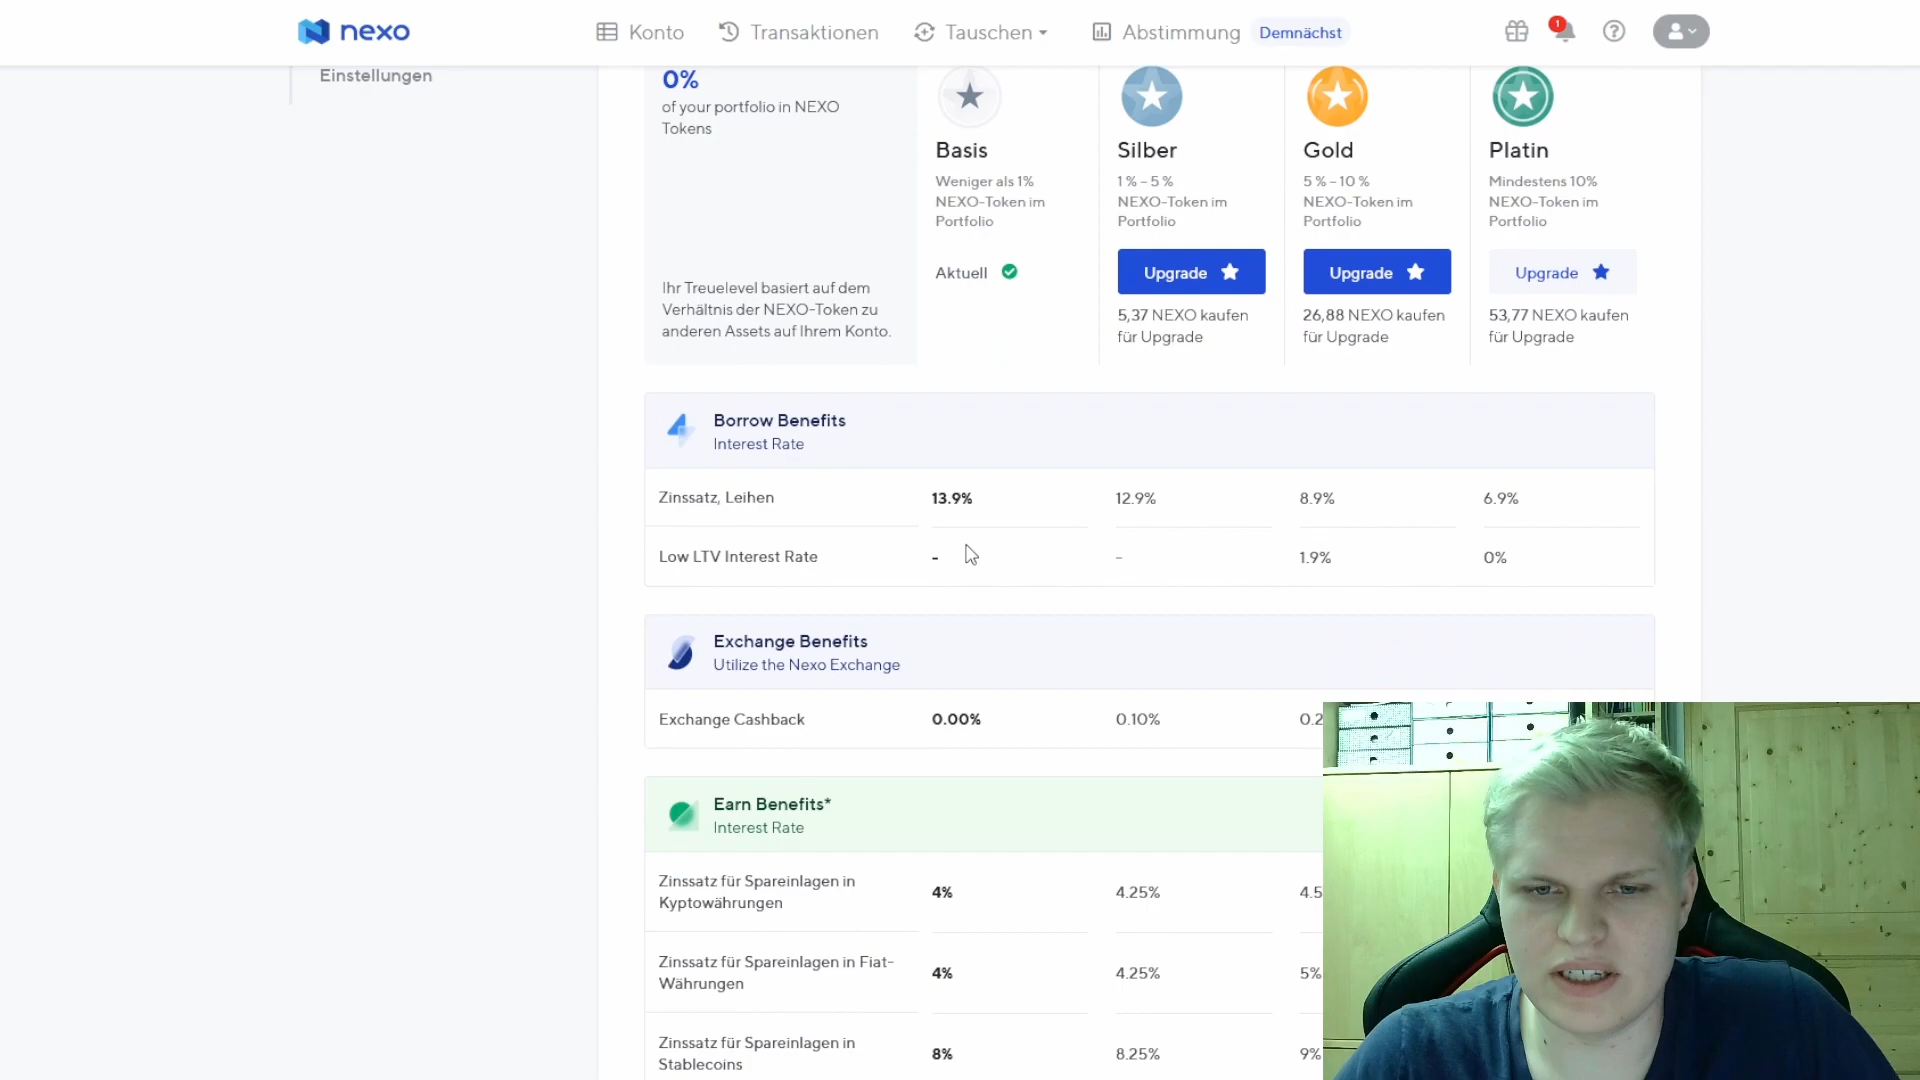 nexo
Konto
Transaktionen
Tauschen
Abstimmung
Demnächst
1
Einstellungen
0%
of your portfolio in NEXO
Tokens
Ihr Treuelevel basiert auf dem
Verhältnis der NEXO-Token zu
anderen Assets auf Ihrem Konto.
Basis
Weniger als 1%
NEXO-Token im
Portfolio
Aktuell
Silber
1 % – 5 %
NEXO-Token im
Portfolio
Upgrade
5,37 NEXO kaufen
für Upgrade
Gold
5 % – 10 %
NEXO-Token im
Portfolio
Upgrade
26,88 NEXO kaufen
für Upgrade
Platin
Mindestens 10%
NEXO-Token im
Portfolio
Upgrade
53,77 NEXO kaufen
für Upgrade
Borrow Benefits
Interest Rate
Zinssatz, Leihen 13.9% 12.9% 8.9% 6.9%
Low LTV Interest Rate - - 1.9% 0%
Exchange Benefits
Utilize the Nexo Exchange
Exchange Cashback 0.00% 0.10% 0.2
Earn Benefits*
Interest Rate
Zinssatz für Spareinlagen in
Kryptowährungen
4% 4.25% 4.5
Zinssatz für Spareinlagen in Fiat-
Währungen
4% 4.25% 5%
Zinssatz für Spareinlagen in
Stablecoins
8% 8.25% 9%